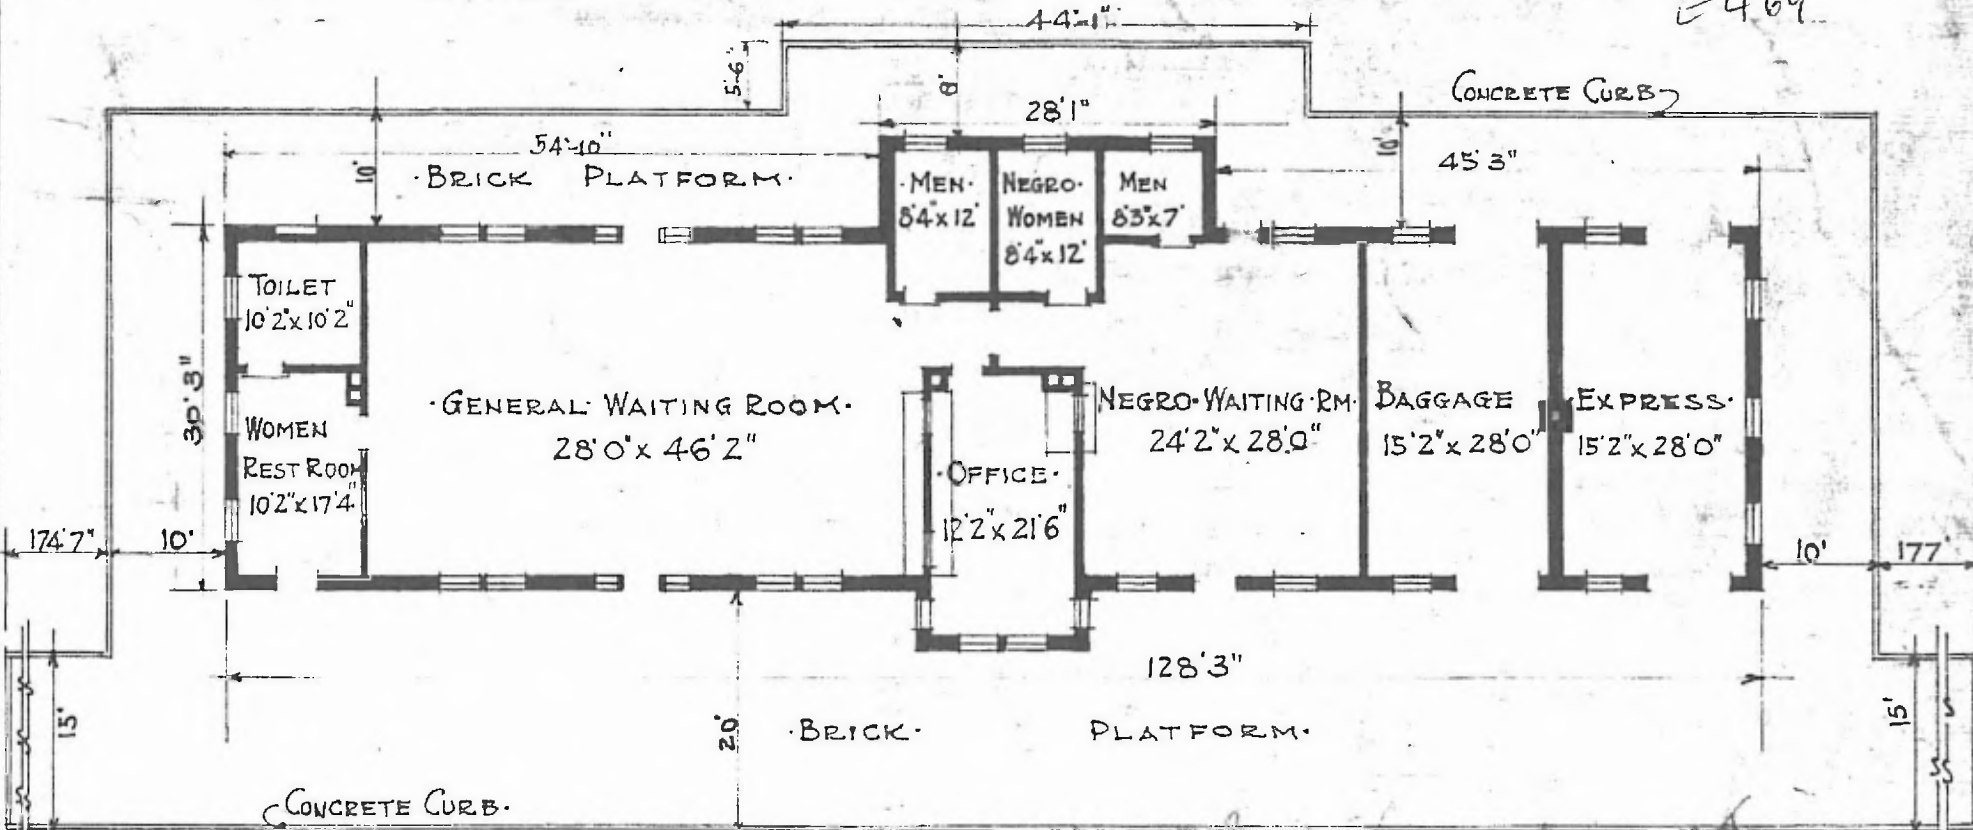 44'-1"
469
5'-6"
8'
28'1"
CONCRETE CURB
54'-10"
10'
10'
45'3"
·BRICK PLATFORM·
·MEN·
8'4"x12'
NEGRO·
WOMEN
8'4"x12'
MEN
8'3"x7'
TOILET
10'2"x10'2"
30'3"
WOMEN
REST ROOM
10'2"x17'4"
·GENERAL·WAITING ROOM·
28'0"x46'2"
·OFFICE·
12'2"x21'6"
NEGRO·WAITING·RM·
24'2"x28'0"
BAGGAGE
15'2"x28'0"
EXPRESS·
15'2"x28'0"
174'7"
10'
10'
177'
128'3"
15'
20'
·BRICK· PLATFORM·
15'
CONCRETE CURB·